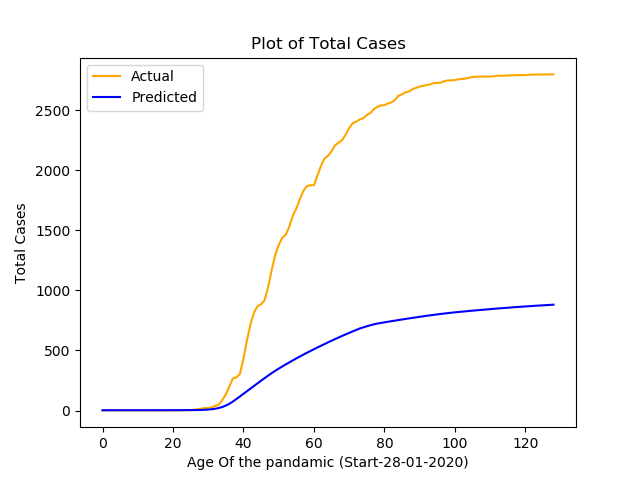 Plot of Total Cases
Actual
Predicted
2500
2000
1500
1000
500
0
Total Cases
0 20 40 60 80 100 120
Age Of the pandamic (Start-28-01-2020)